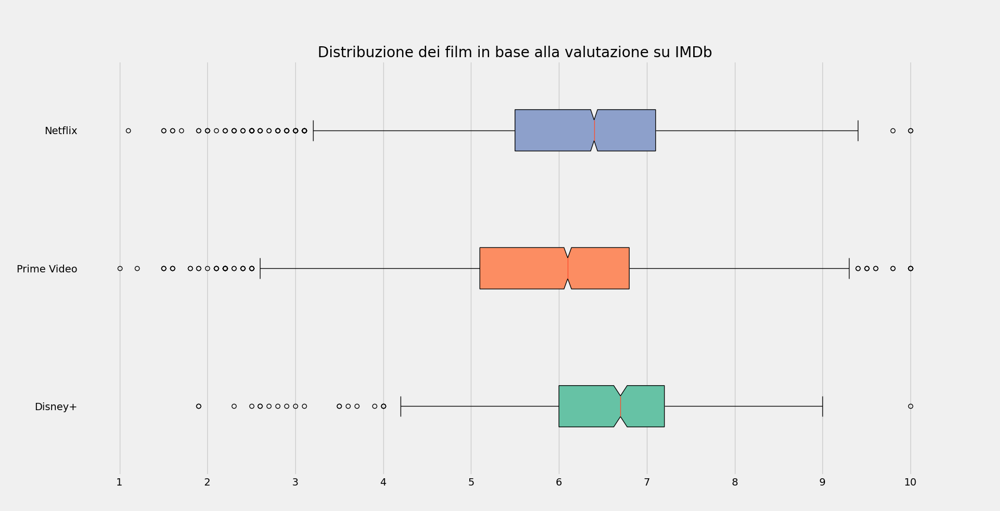 Distribuzione dei film in base alla valutazione su IMDb
Netflix
Prime Video
Disney+
1 2 3 4 5 6 7 8 9 10